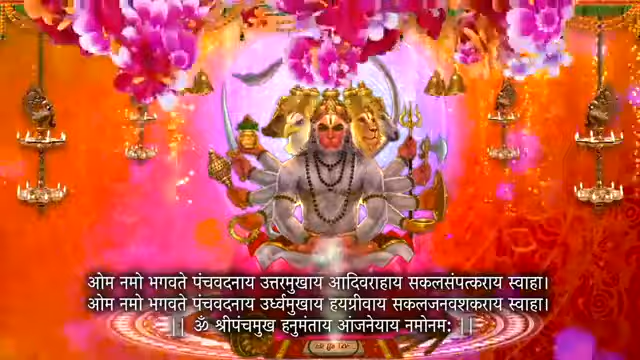 ओम नमो भगवते पंचवदनाय उत्तरमुखाय आदिवराहाय सकलसंपत्कराय स्वाहा।
ओम नमो भगवते पंचवदनाय उर्ध्वमुखाय हयग्रीवाय सकलजनवशकराय स्वाहा।
|| ॐ श्रीपंचमुख हनुमंताय आंजनेयाय नमोनमः ||